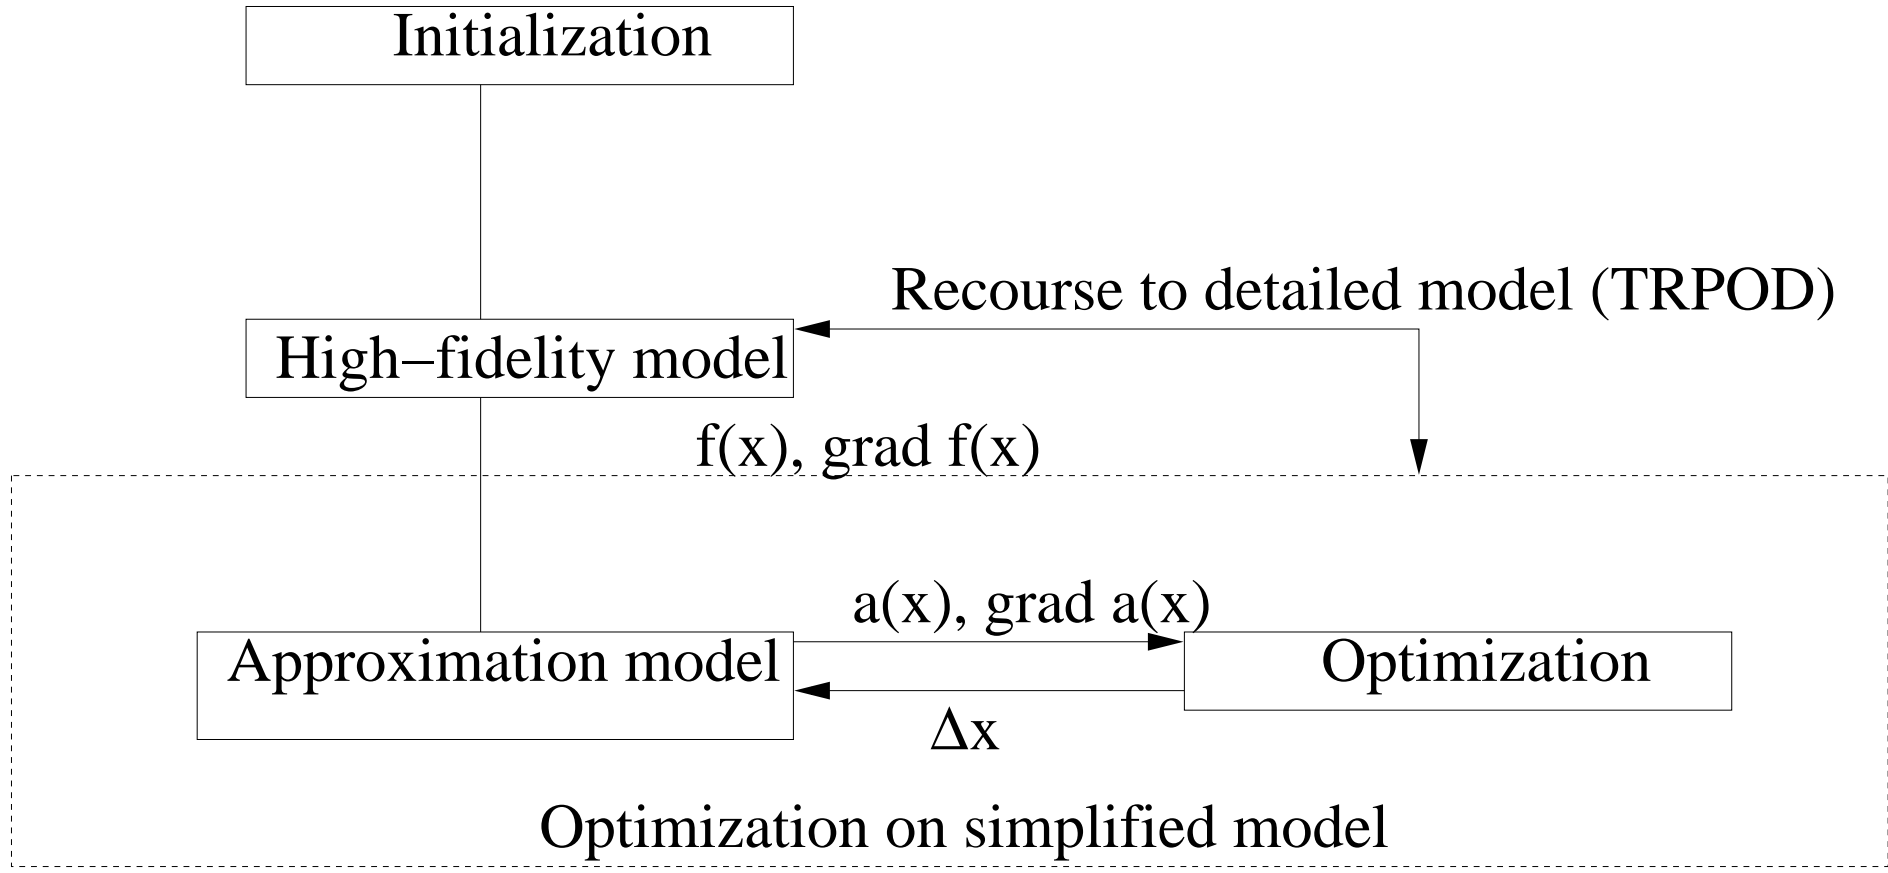 Initialization
Recourse to detailed model (TRPOD)
High−fidelity model
f(x), grad f(x)
a(x), grad a(x)
Approximation model
Optimization
Δx
Optimization on simplified model